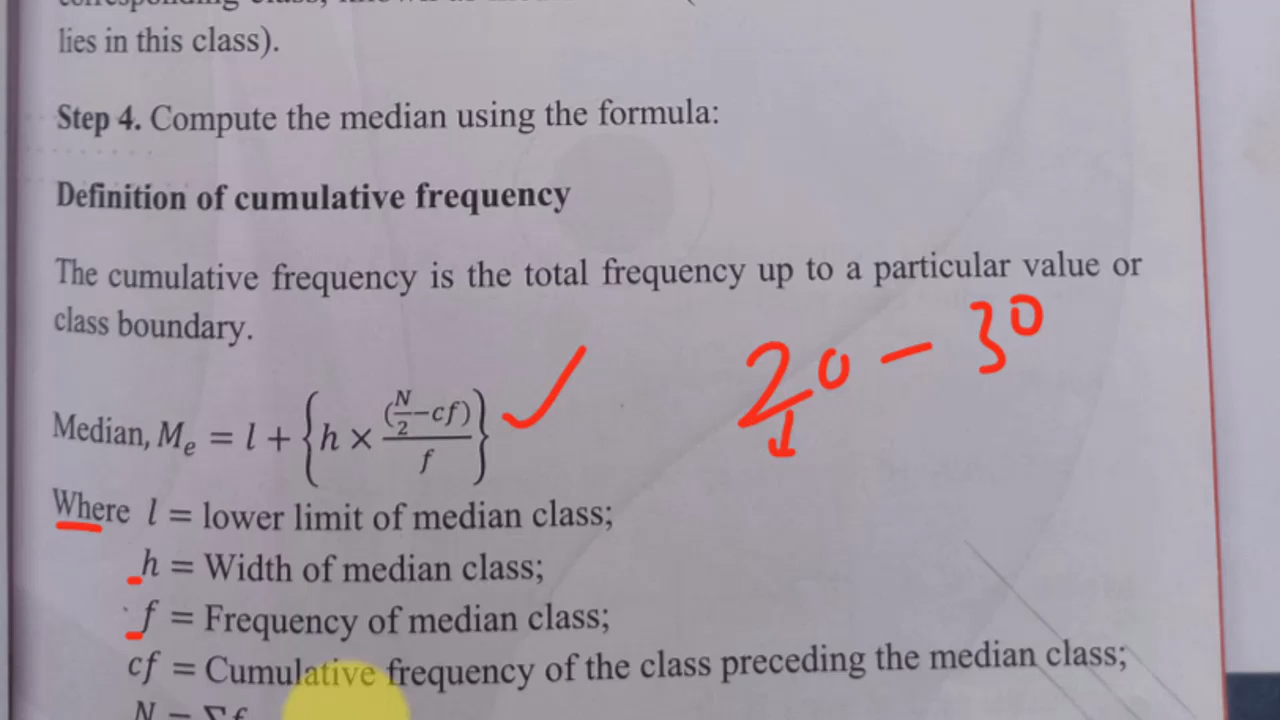 lies in this class).
Step 4. Compute the median using the formula:
Definition of cumulative frequency
The cumulative frequency is the total frequency up to a particular value or
class boundary.
20 - 30
Median, Mₑ = l + {h × (N/2 −cf)/f}
Where l = lower limit of median class;
h = Width of median class;
f = Frequency of median class;
cf = Cumulative frequency of the class preceding the median class;
N = Σf